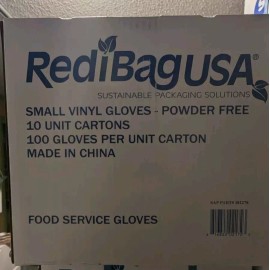 RediBagUSA®
SUSTAINABLE PACKAGING SOLUTIONS
SMALL VINYL GLOVES - POWDER FREE
10 UNIT CARTONS
100 GLOVES PER UNIT CARTON
MADE IN CHINA
FOOD SERVICE GLOVES